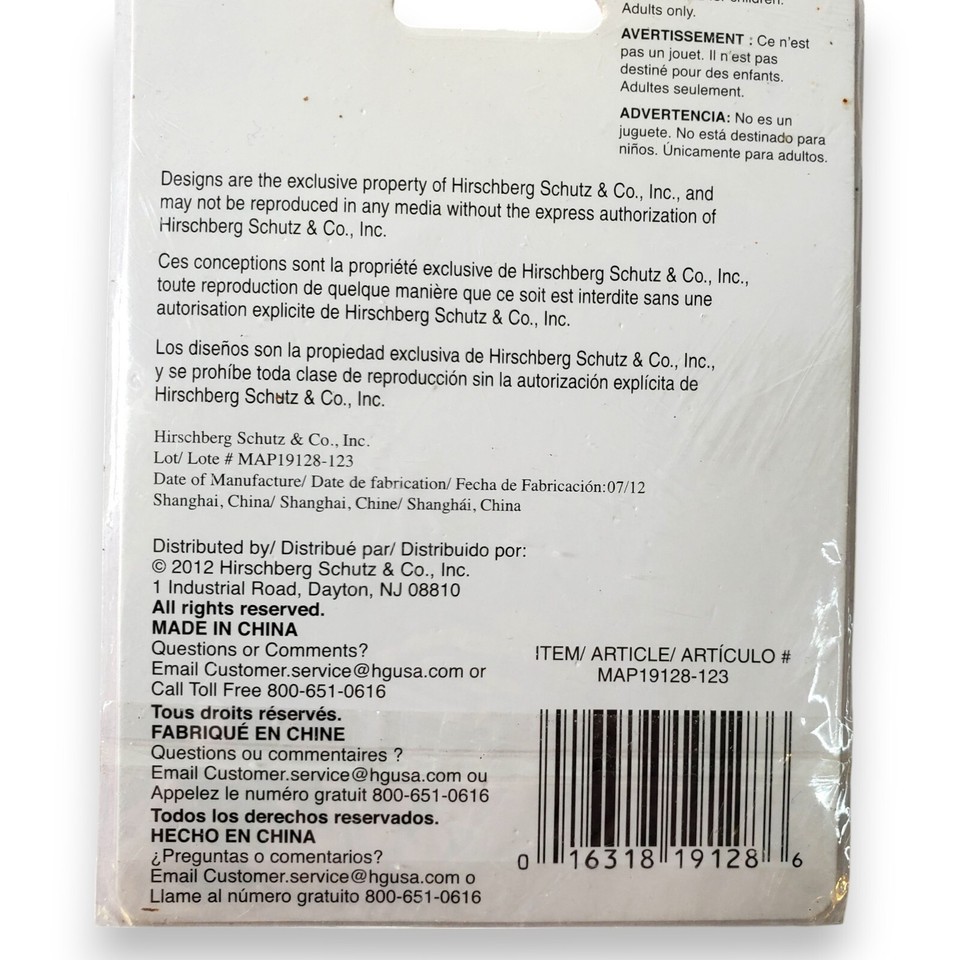 children.
Adults only.
AVERTISSEMENT : Ce n'est
pas un jouet. Il n'est pas
destiné pour des enfants.
Adultes seulement.
ADVERTENCIA: No es un
juguete. No está destinado para
niños. Únicamente para adultos.
Designs are the exclusive property of Hirschberg Schutz & Co., Inc., and
may not be reproduced in any media without the express authorization of
Hirschberg Schutz & Co., Inc.
Ces conceptions sont la propriété exclusive de Hirschberg Schutz & Co., Inc.,
toute reproduction de quelque manière que ce soit est interdite sans une
autorisation explicite de Hirschberg Schutz & Co., Inc.
Los diseños son la propiedad exclusiva de Hirschberg Schutz & Co., Inc.,
y se prohíbe toda clase de reproducción sin la autorización explícita de
Hirschberg Schutz & Co., Inc.
Hirschberg Schutz & Co., Inc.
Lot/ Lote # MAP19128-123
Date of Manufacture/ Date de fabrication/ Fecha de Fabricación:07/12
Shanghai, China/ Shanghai, Chine/ Shanghái, China
Distributed by/ Distribué par/ Distribuido por:
© 2012 Hirschberg Schutz & Co., Inc.
1 Industrial Road, Dayton, NJ 08810
All rights reserved.
MADE IN CHINA
Questions or Comments?
Email Customer.service@hgusa.com or
Call Toll Free 800-651-0616
Tous droits réservés.
FABRIQUÉ EN CHINE
Questions ou commentaires ?
Email Customer.service@hgusa.com ou
Appelez le numéro gratuit 800-651-0616
Todos los derechos reservados.
HECHO EN CHINA
¿Preguntas o comentarios?
Email Customer.service@hgusa.com o
Llame al número gratuito 800-651-0616
ITEM/ ARTICLE/ ARTÍCULO #
MAP19128-123
0 16318 19128 6